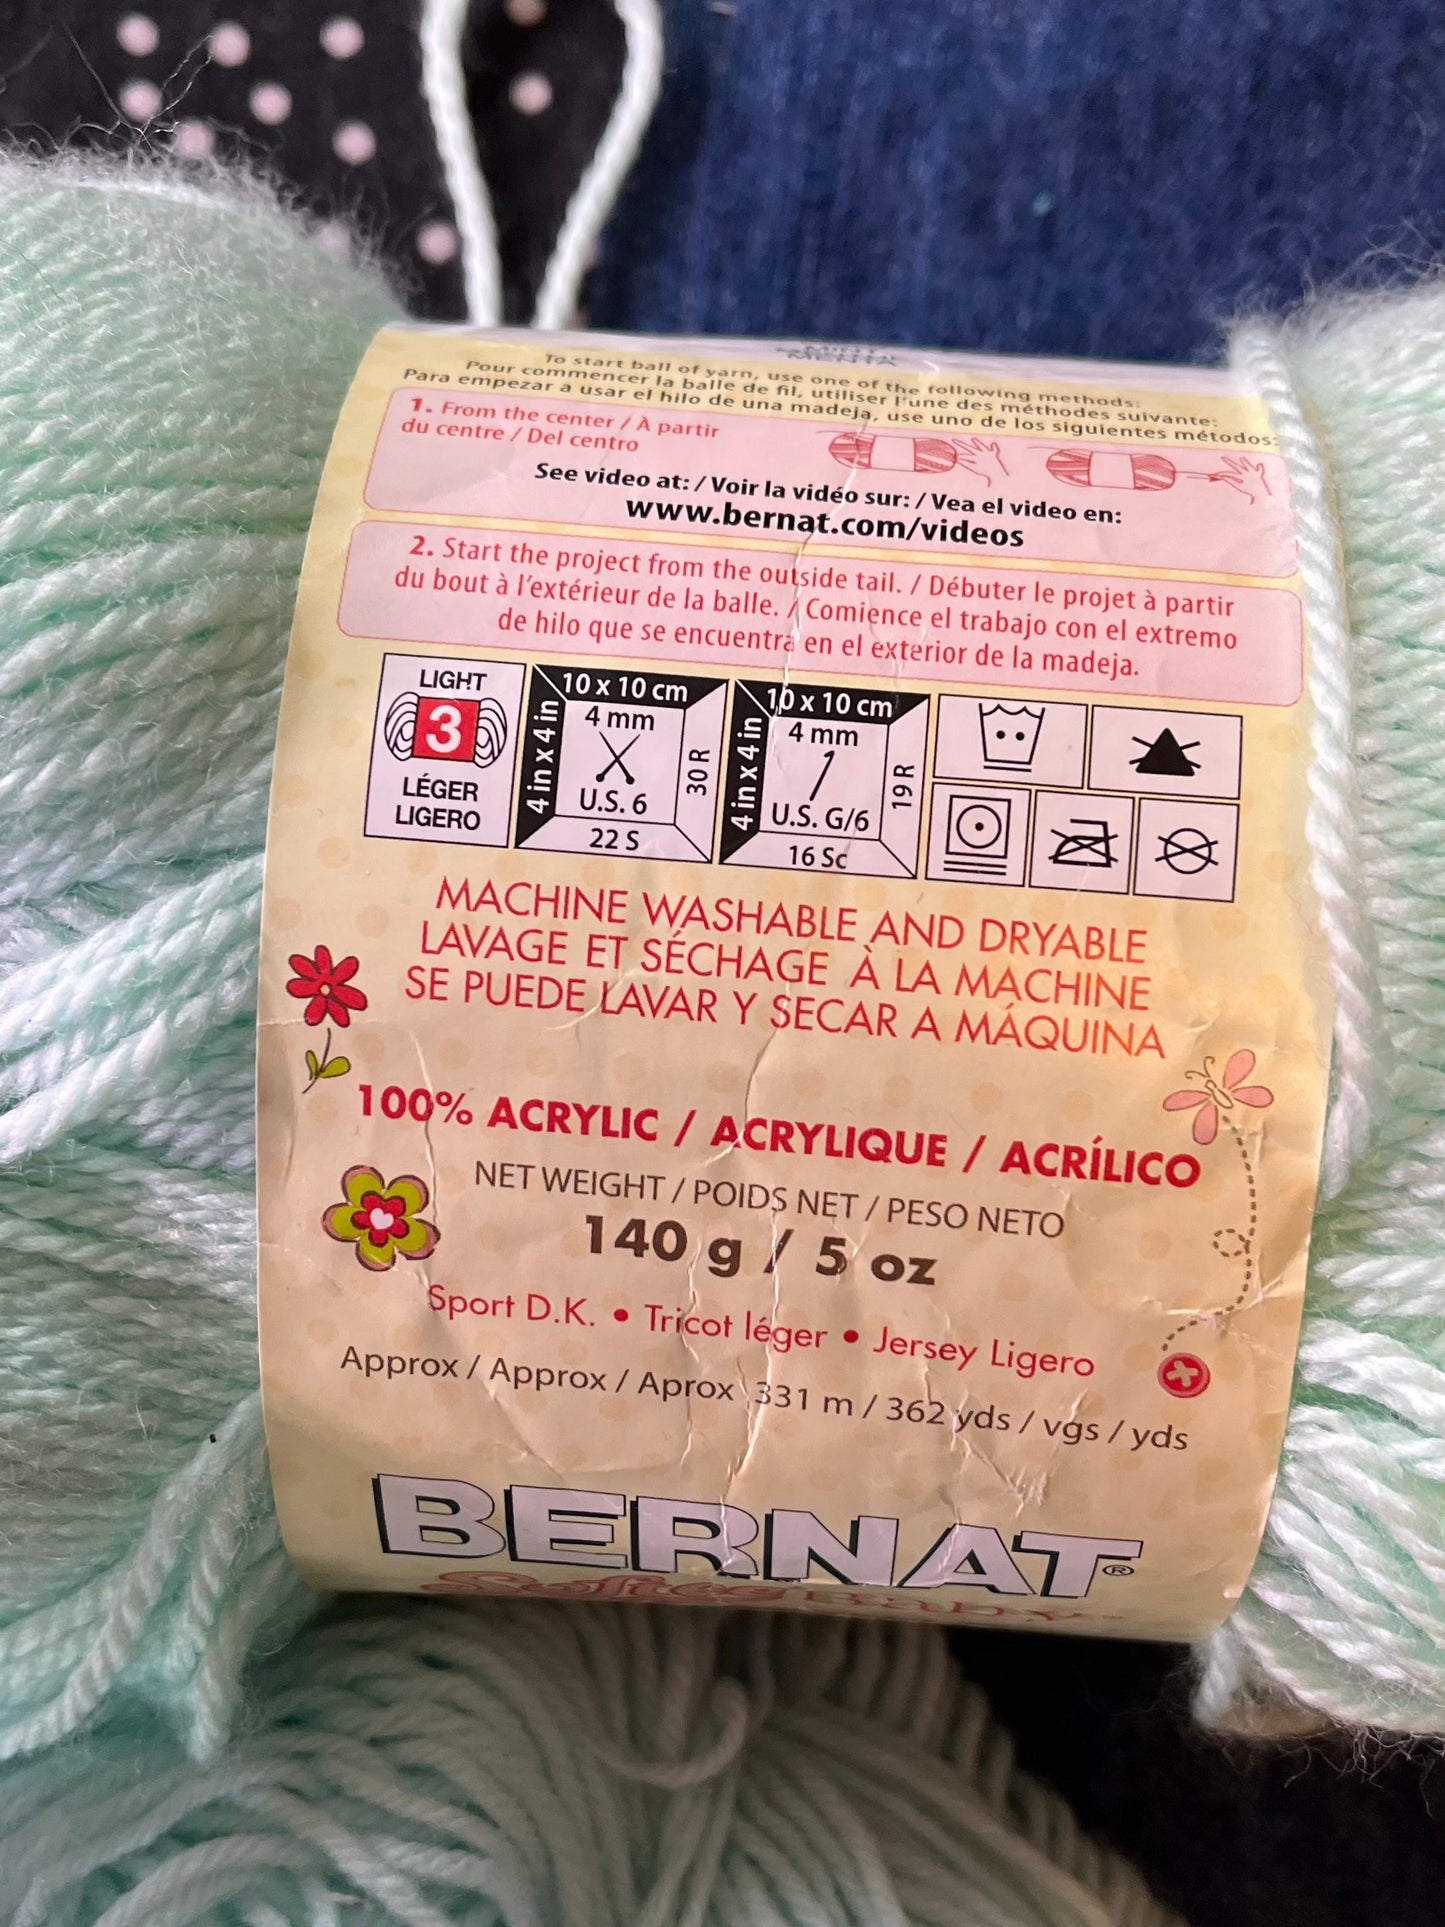 MENTA
To start ball of yarn, use one of the following methods:
Pour commencer la balle de fil, utiliser l'une des méthodes suivante:
Para empezar a usar el hilo de una madeja, use uno de los siguientes métodos:
1. From the center / À partir
du centre / Del centro
See video at: / Voir la vidéo sur: / Vea el video en:
www.bernat.com/videos
2. Start the project from the outside tail. / Débuter le projet à partir
du bout à l'extérieur de la balle. / Comience el trabajo con el extremo
de hilo que se encuentra en el exterior de la madeja.
LIGHT
3
LÉGER
LIGERO
10 x 10 cm
4 in x 4 in
4 mm
U.S. 6
30 R
22 S
10 x 10 cm
4 in x 4 in
4 mm
U.S. G/6
19 R
16 Sc
MACHINE WASHABLE AND DRYABLE
LAVAGE ET SÉCHAGE À LA MACHINE
SE PUEDE LAVAR Y SECAR A MÁQUINA
100% ACRYLIC / ACRYLIQUE / ACRÍLICO
NET WEIGHT / POIDS NET / PESO NETO
140 g / 5 oz
Sport D.K. • Tricot léger • Jersey Ligero
Approx / Approx / Aprox 331 m / 362 yds / vgs / yds
BERNAT®
Softee Baby™